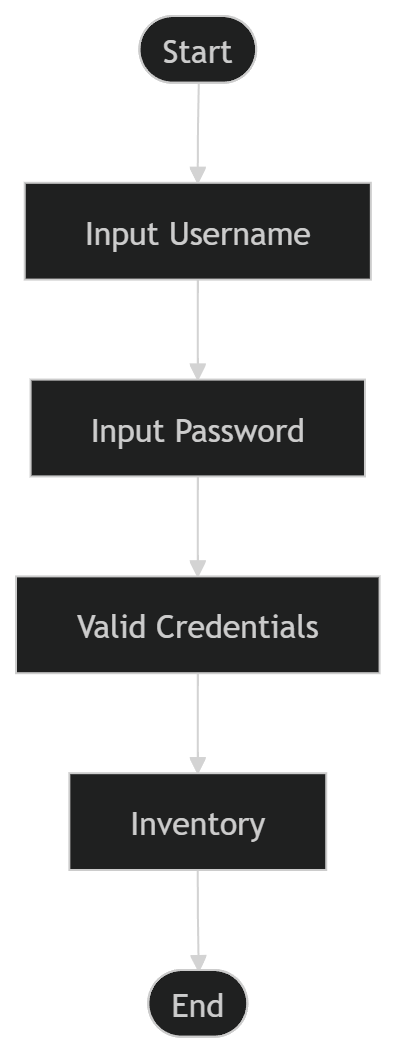 Start
Input Username
Input Password
Valid Credentials
Inventory
End